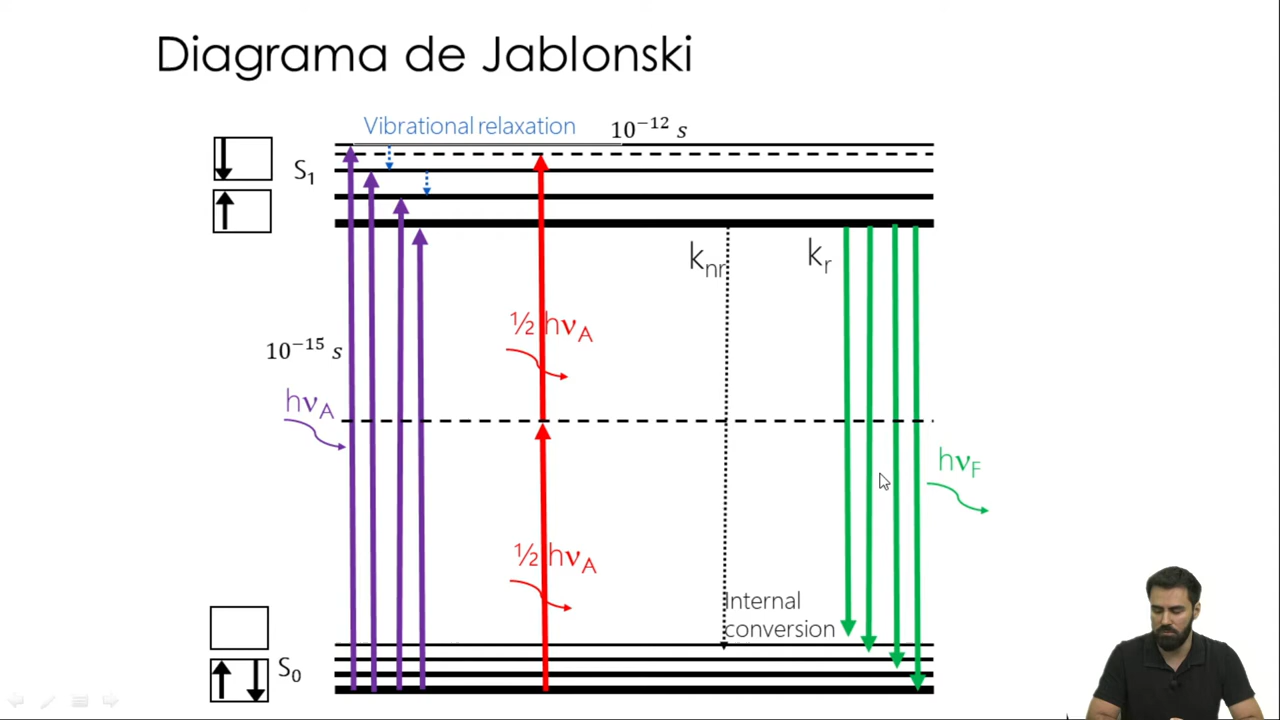 Diagrama de Jablonski
Vibrational relaxation
10⁻¹² s
S₁
kₙᵣ
kᵣ
½ hνA
10⁻¹⁵ s
hνA
hνF
½ hνA
Internal
conversion
S₀